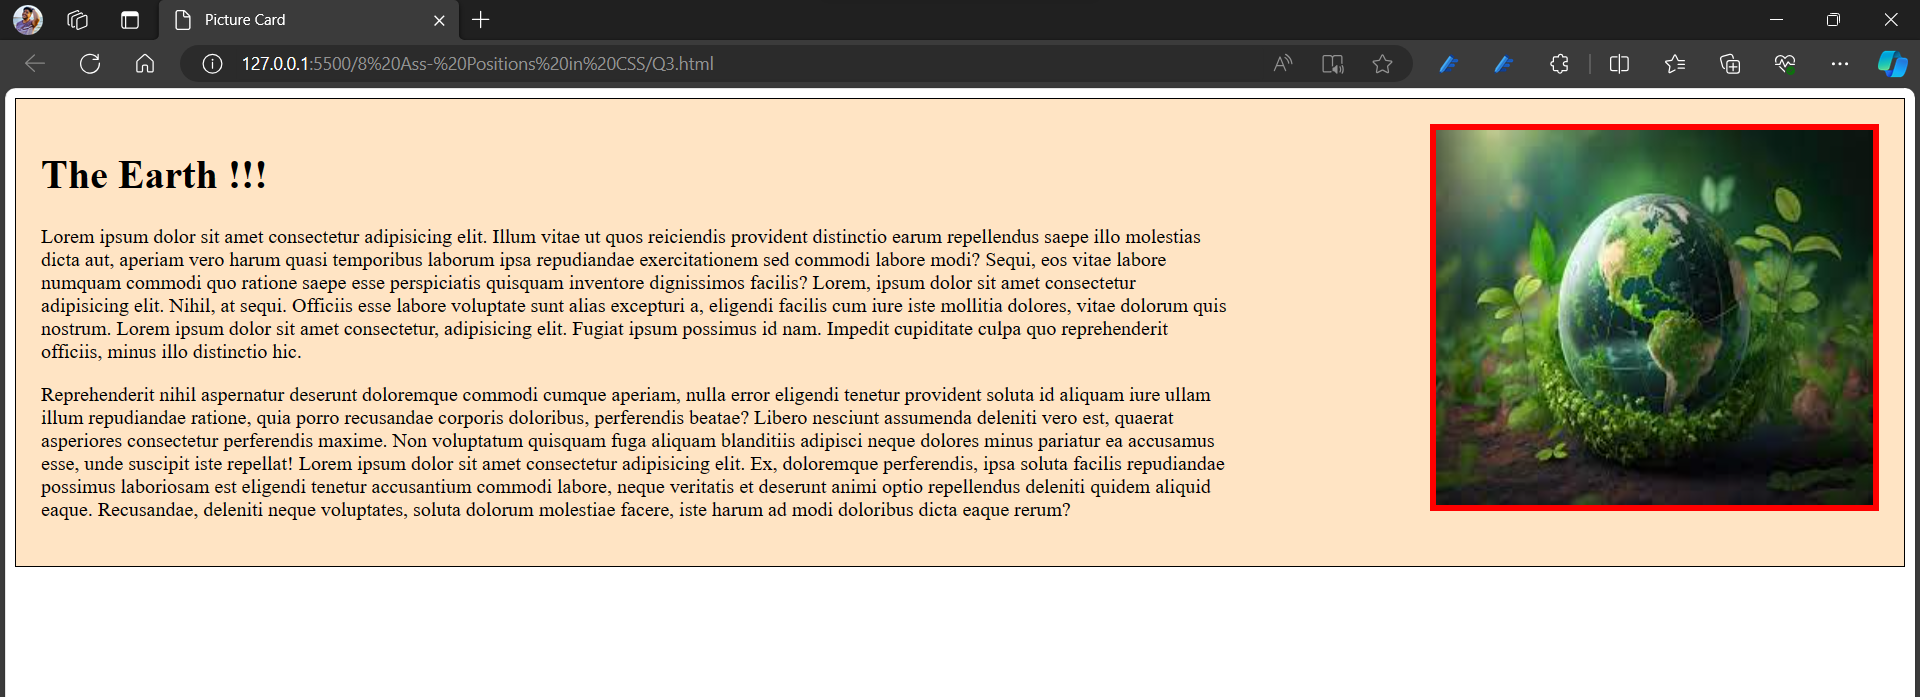 Picture Card
127.0.0.1:5500/8%20Ass-%20Positions%20in%20CSS/Q3.html
The Earth !!!
Lorem ipsum dolor sit amet consectetur adipisicing elit. Illum vitae ut quos reiciendis provident distinctio earum repellendus saepe illo molestias
dicta aut, aperiam vero harum quasi temporibus laborum ipsa repudiandae exercitationem sed commodi labore modi? Sequi, eos vitae labore
numquam commodi quo ratione saepe esse perspiciatis quisquam inventore dignissimos facilis? Lorem, ipsum dolor sit amet consectetur
adipisicing elit. Nihil, at sequi. Officiis esse labore voluptate sunt alias excepturi a, eligendi facilis cum iure iste mollitia dolores, vitae dolorum quis
nostrum. Lorem ipsum dolor sit amet consectetur, adipisicing elit. Fugiat ipsum possimus id nam. Impedit cupiditate culpa quo reprehenderit
officiis, minus illo distinctio hic.
Reprehenderit nihil aspernatur deserunt doloremque commodi cumque aperiam, nulla error eligendi tenetur provident soluta id aliquam iure ullam
illum repudiandae ratione, quia porro recusandae corporis doloribus, perferendis beatae? Libero nesciunt assumenda deleniti vero est, quaerat
asperiores consectetur perferendis maxime. Non voluptatum quisquam fuga aliquam blanditiis adipisci neque dolores minus pariatur ea accusamus
esse, unde suscipit iste repellat! Lorem ipsum dolor sit amet consectetur adipisicing elit. Ex, doloremque perferendis, ipsa soluta facilis repudiandae
possimus laboriosam est eligendi tenetur accusantium commodi labore, neque veritatis et deserunt animi optio repellendus deleniti quidem aliquid
eaque. Recusandae, deleniti neque voluptates, soluta dolorum molestiae facere, iste harum ad modi doloribus dicta eaque rerum?